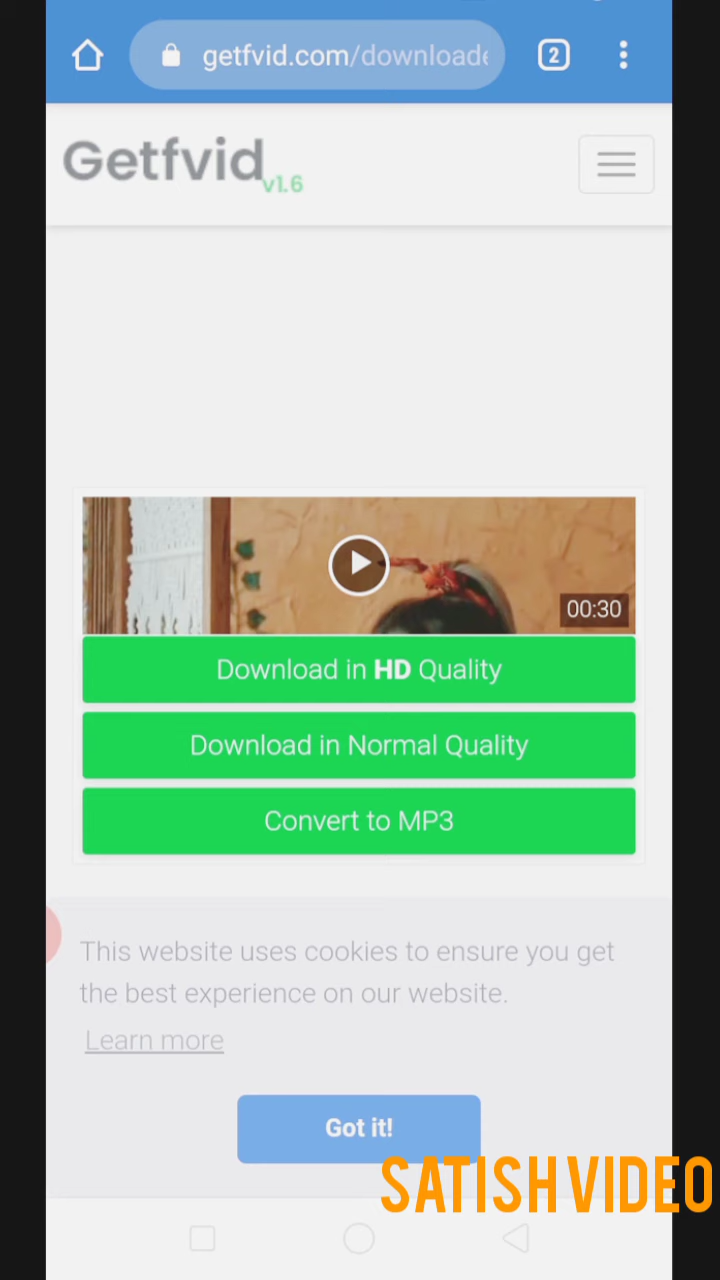 2
getfvid.com/downloade
Getfvid
v1.6
00:30
Download in HD Quality
Download in Normal Quality
Convert to MP3
This website uses cookies to ensure you get
the best experience on our website.
Learn more
Got it!
SATISH VIDEO